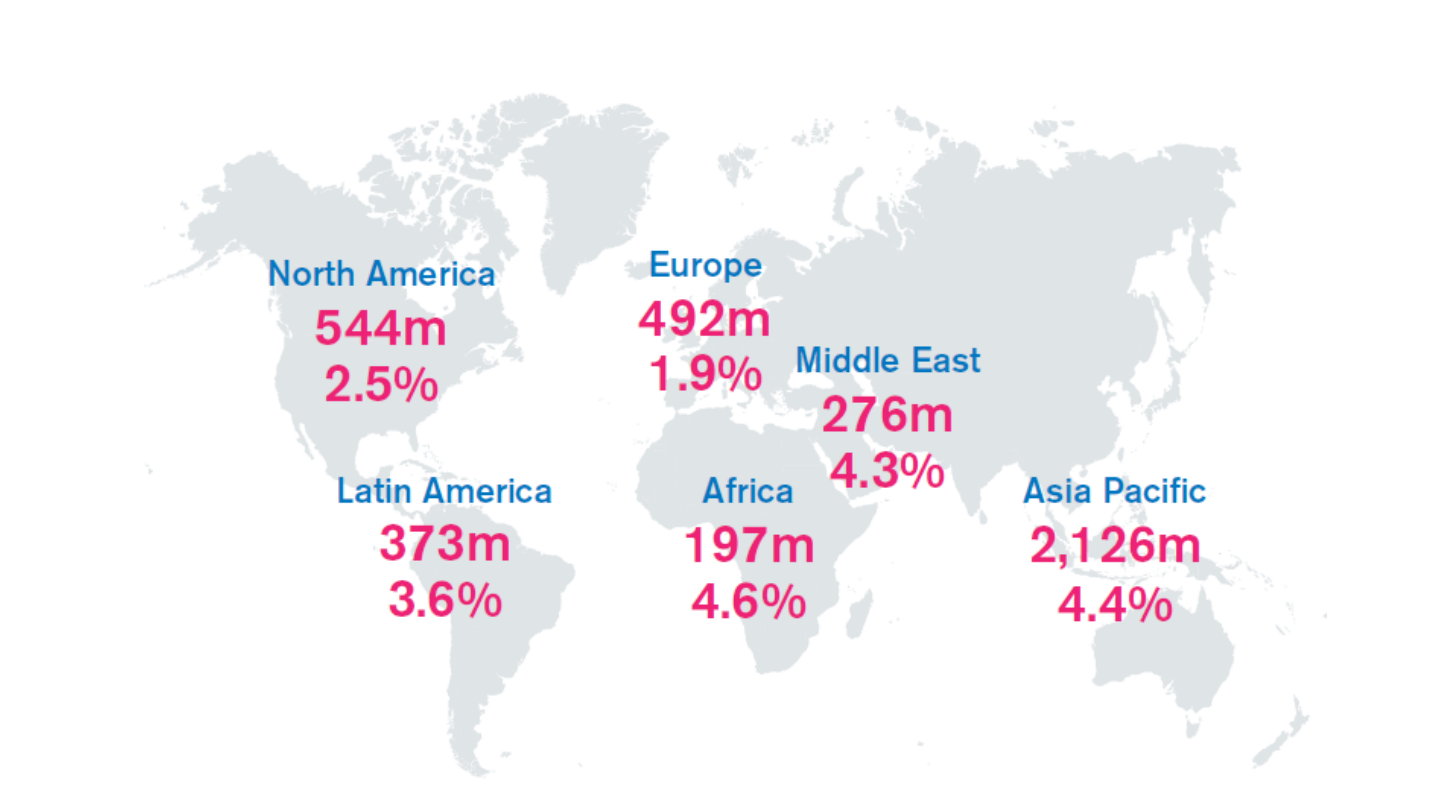 North America
544m
2.5%
Europe
492m
1.9%
Middle East
276m
4.3%
Latin America
373m
3.6%
Africa
197m
4.6%
Asia Pacific
2,126m
4.4%